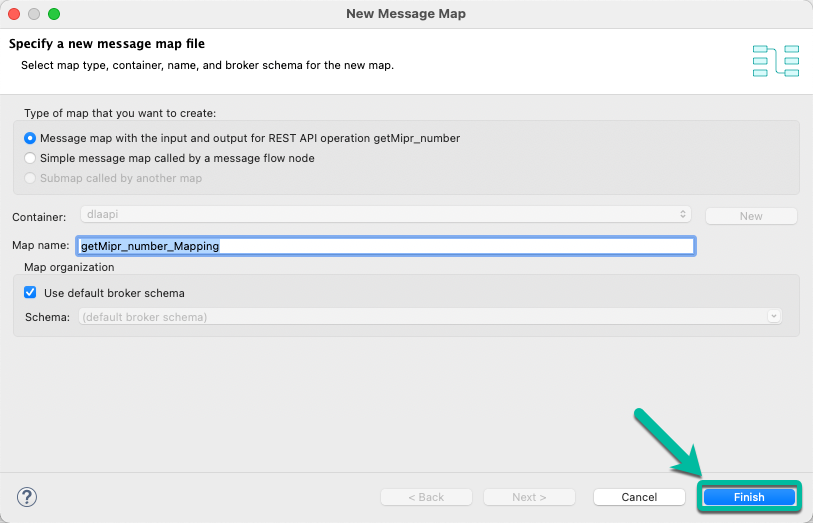 New Message Map
Specify a new message map file
Select map type, container, name, and broker schema for the new map.
Type of map that you want to create:
Message map with the input and output for REST API operation getMipr_number
Simple message map called by a message flow node
Submap called by another map
Container: dlaapi New
Map name: getMipr_number_Mapping
Map organization
Use default broker schema
Schema: (default broker schema)
? < Back Next > Cancel Finish